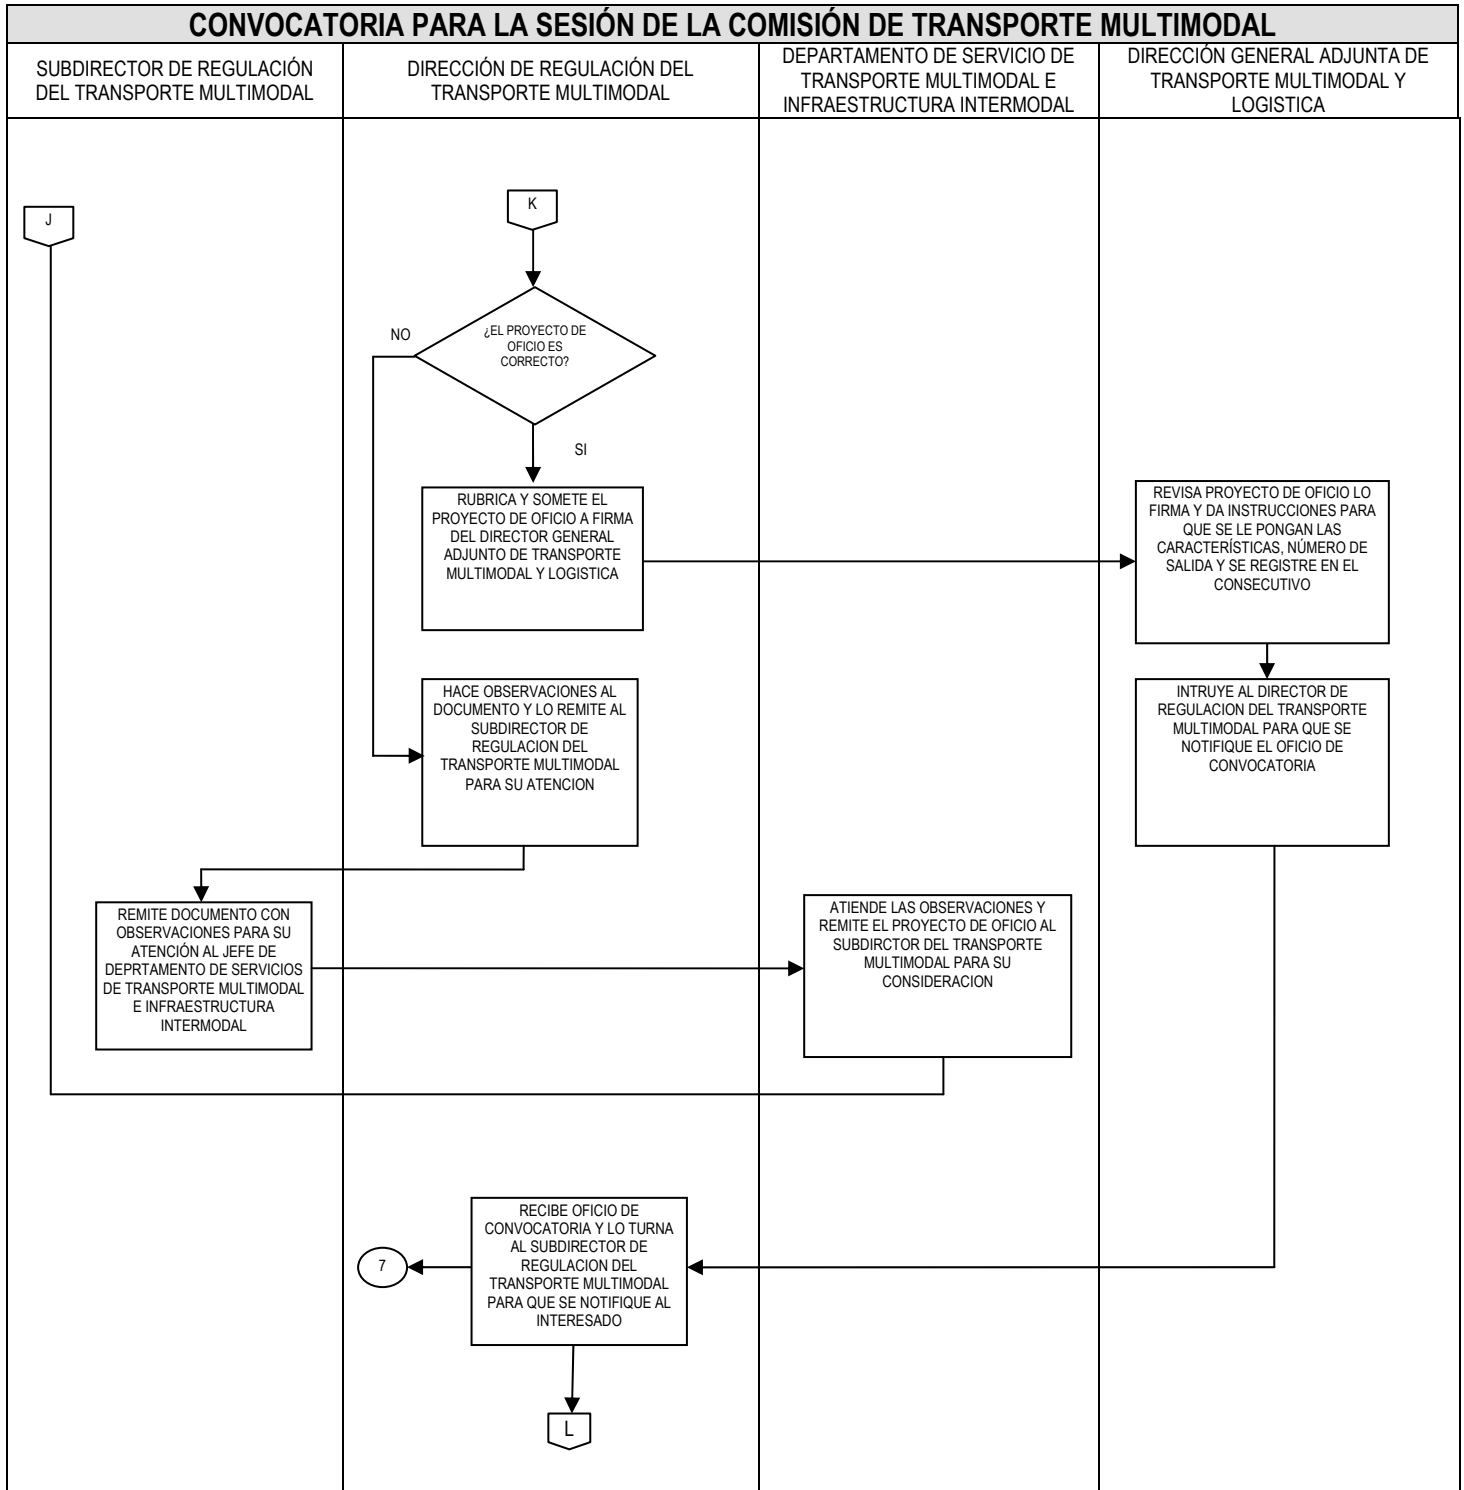 CONVOCATORIA PARA LA SESIÓN DE LA COMISIÓN DE TRANSPORTE MULTIMODAL
SUBDIRECTOR DE REGULACIÓN
DEL TRANSPORTE MULTIMODAL
DIRECCIÓN DE REGULACIÓN DEL
TRANSPORTE MULTIMODAL
DEPARTAMENTO DE SERVICIO DE
TRANSPORTE MULTIMODAL E
INFRAESTRUCTURA INTERMODAL
DIRECCIÓN GENERAL ADJUNTA DE
TRANSPORTE MULTIMODAL Y
LOGISTICA
J
K
¿EL PROYECTO DE
OFICIO ES
CORRECTO?
NO
SI
RUBRICA Y SOMETE EL
PROYECTO DE OFICIO A FIRMA
DEL DIRECTOR GENERAL
ADJUNTO DE TRANSPORTE
MULTIMODAL Y LOGISTICA
REVISA PROYECTO DE OFICIO LO
FIRMA Y DA INSTRUCCIONES PARA
QUE SE LE PONGAN LAS
CARACTERÍSTÍCAS, NÚMERO DE
SALIDA Y SE REGISTRE EN EL
CONSECUTIVO
HACE OBSERVACIONES AL
DOCUMENTO Y LO REMITE AL
SUBDIRECTOR DE
REGULACION DEL
TRANSPORTE MULTIMODAL
PARA SU ATENCION
INTRUYE AL DIRECTOR DE
REGULACION DEL TRANSPORTE
MULTIMODAL PARA QUE SE
NOTIFIQUE EL OFICIO DE
CONVOCATORIA
REMITE DOCUMENTO CON
OBSERVACIONES PARA SU
ATENCIÓN AL JEFE DE
DEPRTAMENTO DE SERVICIOS
DE TRANSPORTE MULTIMODAL
E INFRAESTRUCTURA
INTERMODAL
ATIENDE LAS OBSERVACIONES Y
REMITE EL PROYECTO DE OFICIO AL
SUBDIRCTOR DEL TRANSPORTE
MULTIMODAL PARA SU
CONSIDERACION
RECIBE OFICIO DE
CONVOCATORIA Y LO TURNA
AL SUBDIRECTOR DE
REGULACION DEL
TRANSPORTE MULTIMODAL
PARA QUE SE NOTIFIQUE AL
INTERESADO
7
L